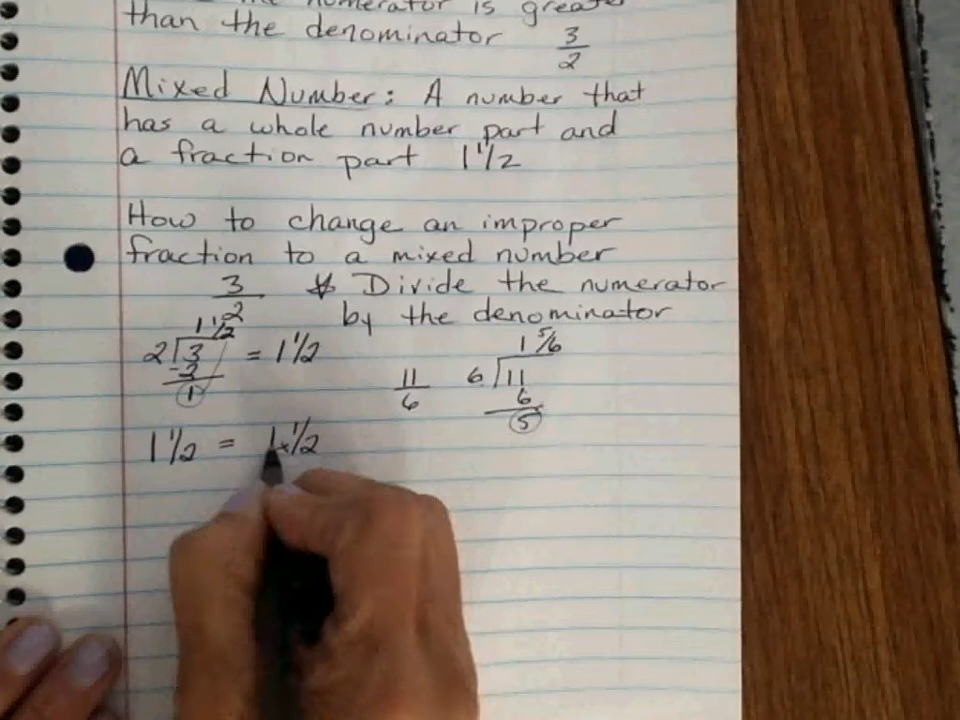 numerator is greater
than the denominator 3/2
Mixed Number: A number that
has a whole number part and
a fraction part 1 1/2
How to change an improper
fraction to a mixed number
3/2 * Divide the numerator
by the denominator
1 1/2
2)3 = 1 1/2
-2
1
11/6
1 5/6
6)11
6
5
1 1/2 = 1 x 1/2